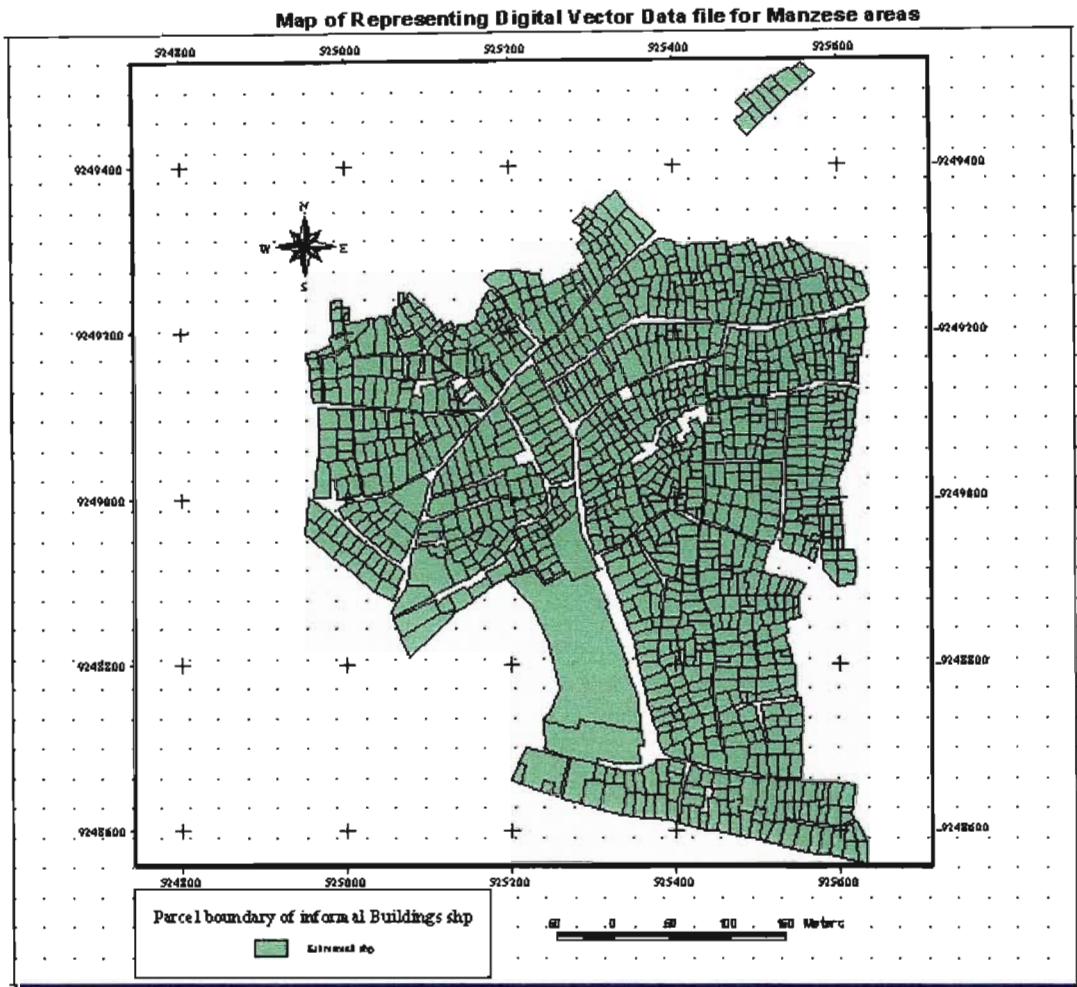 Map of Representing Digital Vector Data file for Manzese areas
924800 925000 925200 925400 925600
9249400 9249400
N
W E
S
9249200 9249200
9249000 9249000
9248800 9248800
9248600 9248600
924800 925000 925200 925400 925600
Parcel boundary of informal Buildings shp
0 50 100 Meters